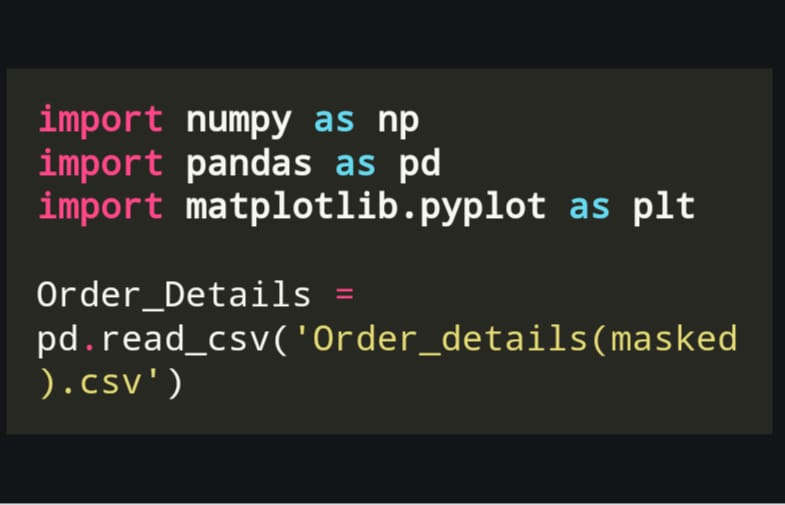 import numpy as np
import pandas as pd
import matplotlib.pyplot as plt
Order_Details =
pd.read_csv('Order_details(masked
).csv')